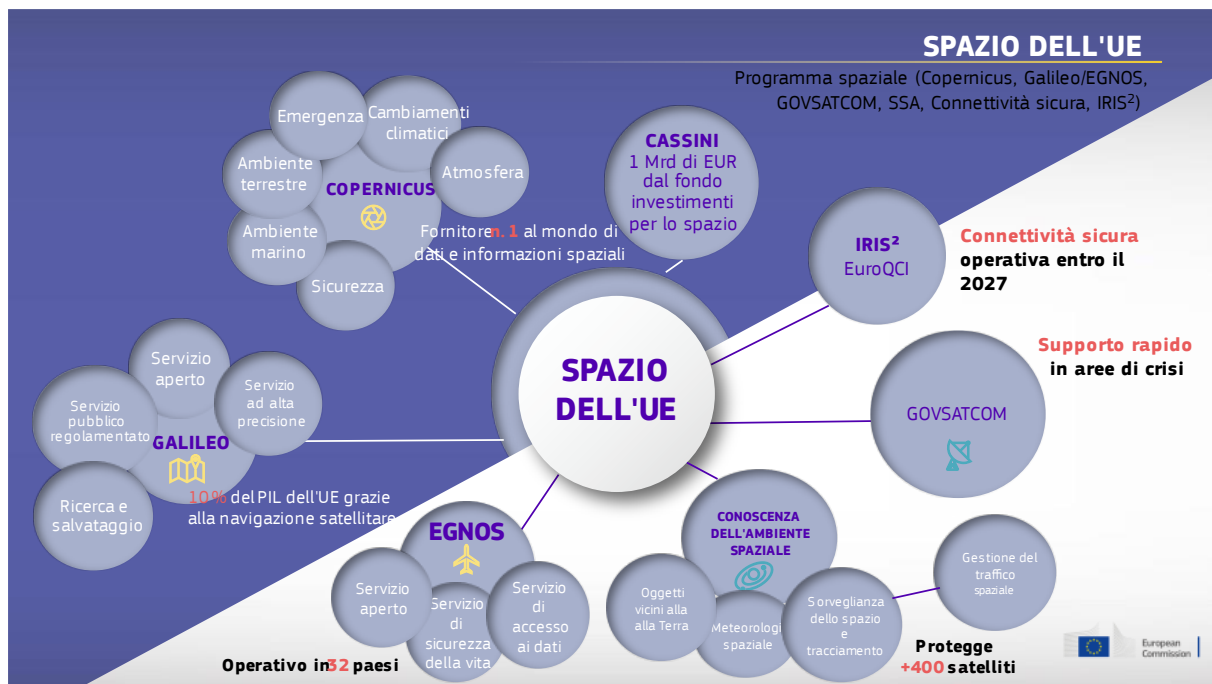 SPAZIO DELL'UE
Programma spaziale (Copernicus, Galileo/EGNOS,
GOVSATCOM, SSA, Connettività sicura, IRIS²)
Emergenza
Cambiamenti
climatici
Ambiente
terrestre
Atmosfera
COPERNICUS
Ambiente
marino
Sicurezza
Fornitore n. 1 al mondo di
dati e informazioni spaziali
CASSINI
1 Mrd di EUR
dal fondo
investimenti
per lo spazio
IRIS²
EuroQCI
Connettività sicura
operativa entro il
2027
Supporto rapido
in aree di crisi
GOVSATCOM
SPAZIO
DELL'UE
Servizio
aperto
Servizio
ad alta
precisione
Servizio
pubblico
regolamentato
GALILEO
Ricerca e
salvataggio
10% del PIL dell'UE grazie
alla navigazione satellitare
EGNOS
Servizio
aperto
Servizio
di
sicurezza
della vita
Servizio
di
accesso
ai dati
Operativo in 32 paesi
CONOSCENZA
DELL'AMBIENTE
SPAZIALE
Oggetti
vicini alla
alla Terra
Meteorologi
spaziale
Sorveglianza
dello spazio
e
tracciamento
Gestione del
traffico
spaziale
Protegge
+400 satelliti
European
Commission